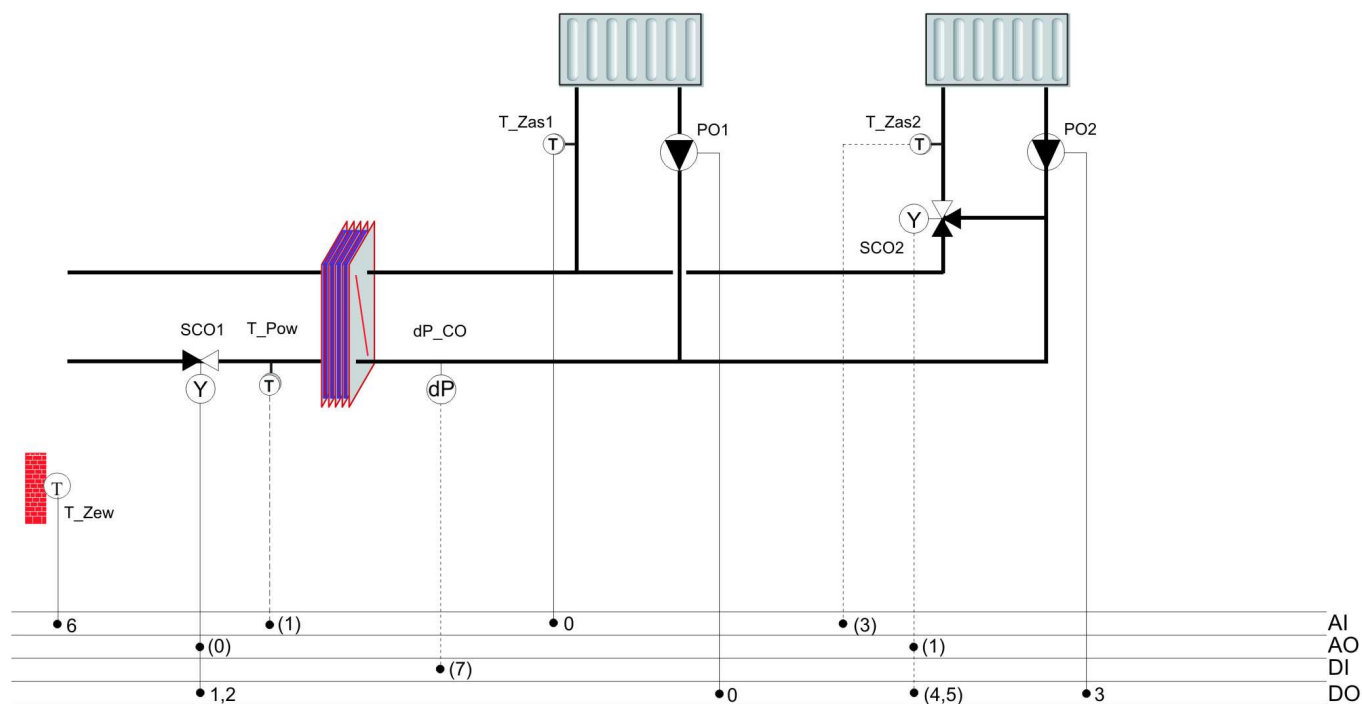 T_Zas1
T
PO1
T_Zas2
T
PO2
Y
SCO2
SCO1
T_Pow
dP_CO
Y
T
dP
T
T_Zew
6
(1)
0
(3)
AI
(0)
(1)
AO
(7)
DI
1,2
0
(4,5)
3
DO